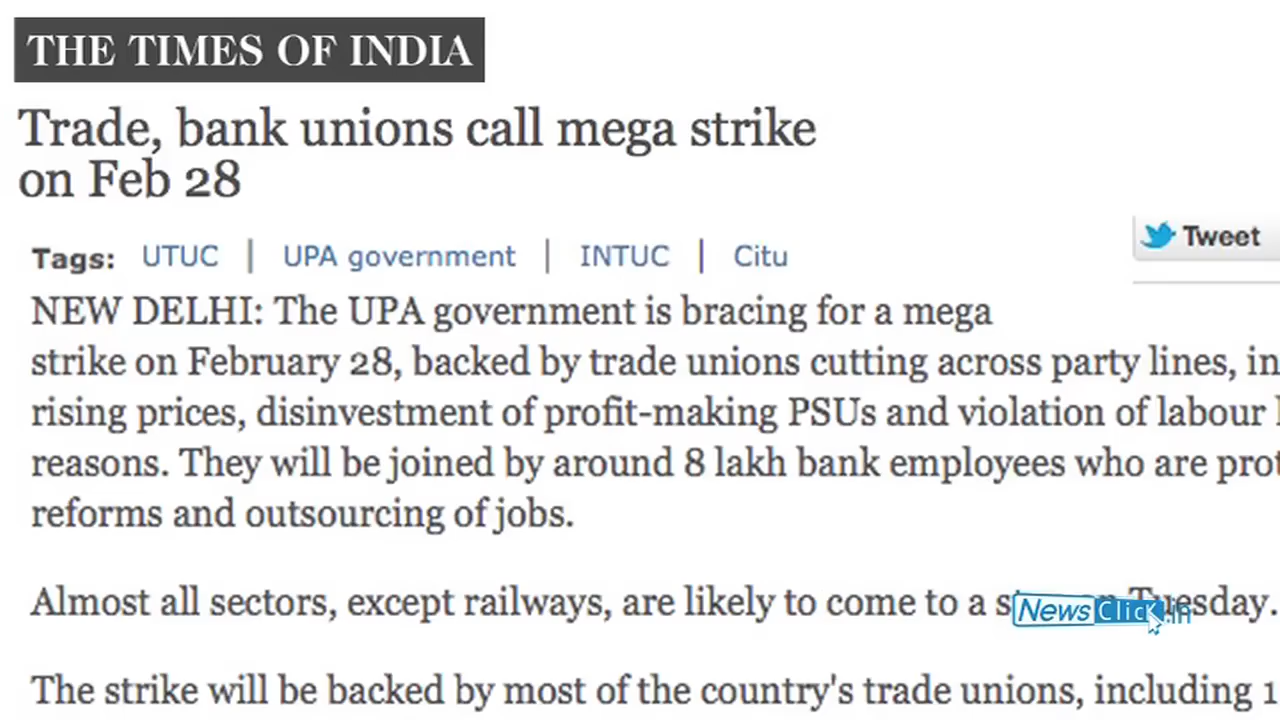 THE TIMES OF INDIA
Trade, bank unions call mega strike
on Feb 28
Tweet
Tags: UTUC | UPA government | INTUC | Citu
NEW DELHI: The UPA government is bracing for a mega
strike on February 28, backed by trade unions cutting across party lines, in
rising prices, disinvestment of profit-making PSUs and violation of labour
reasons. They will be joined by around 8 lakh bank employees who are prot
reforms and outsourcing of jobs.
Almost all sectors, except railways, are likely to come to a Tuesday.
NewsClick.in
The strike will be backed by most of the country's trade unions, including 1